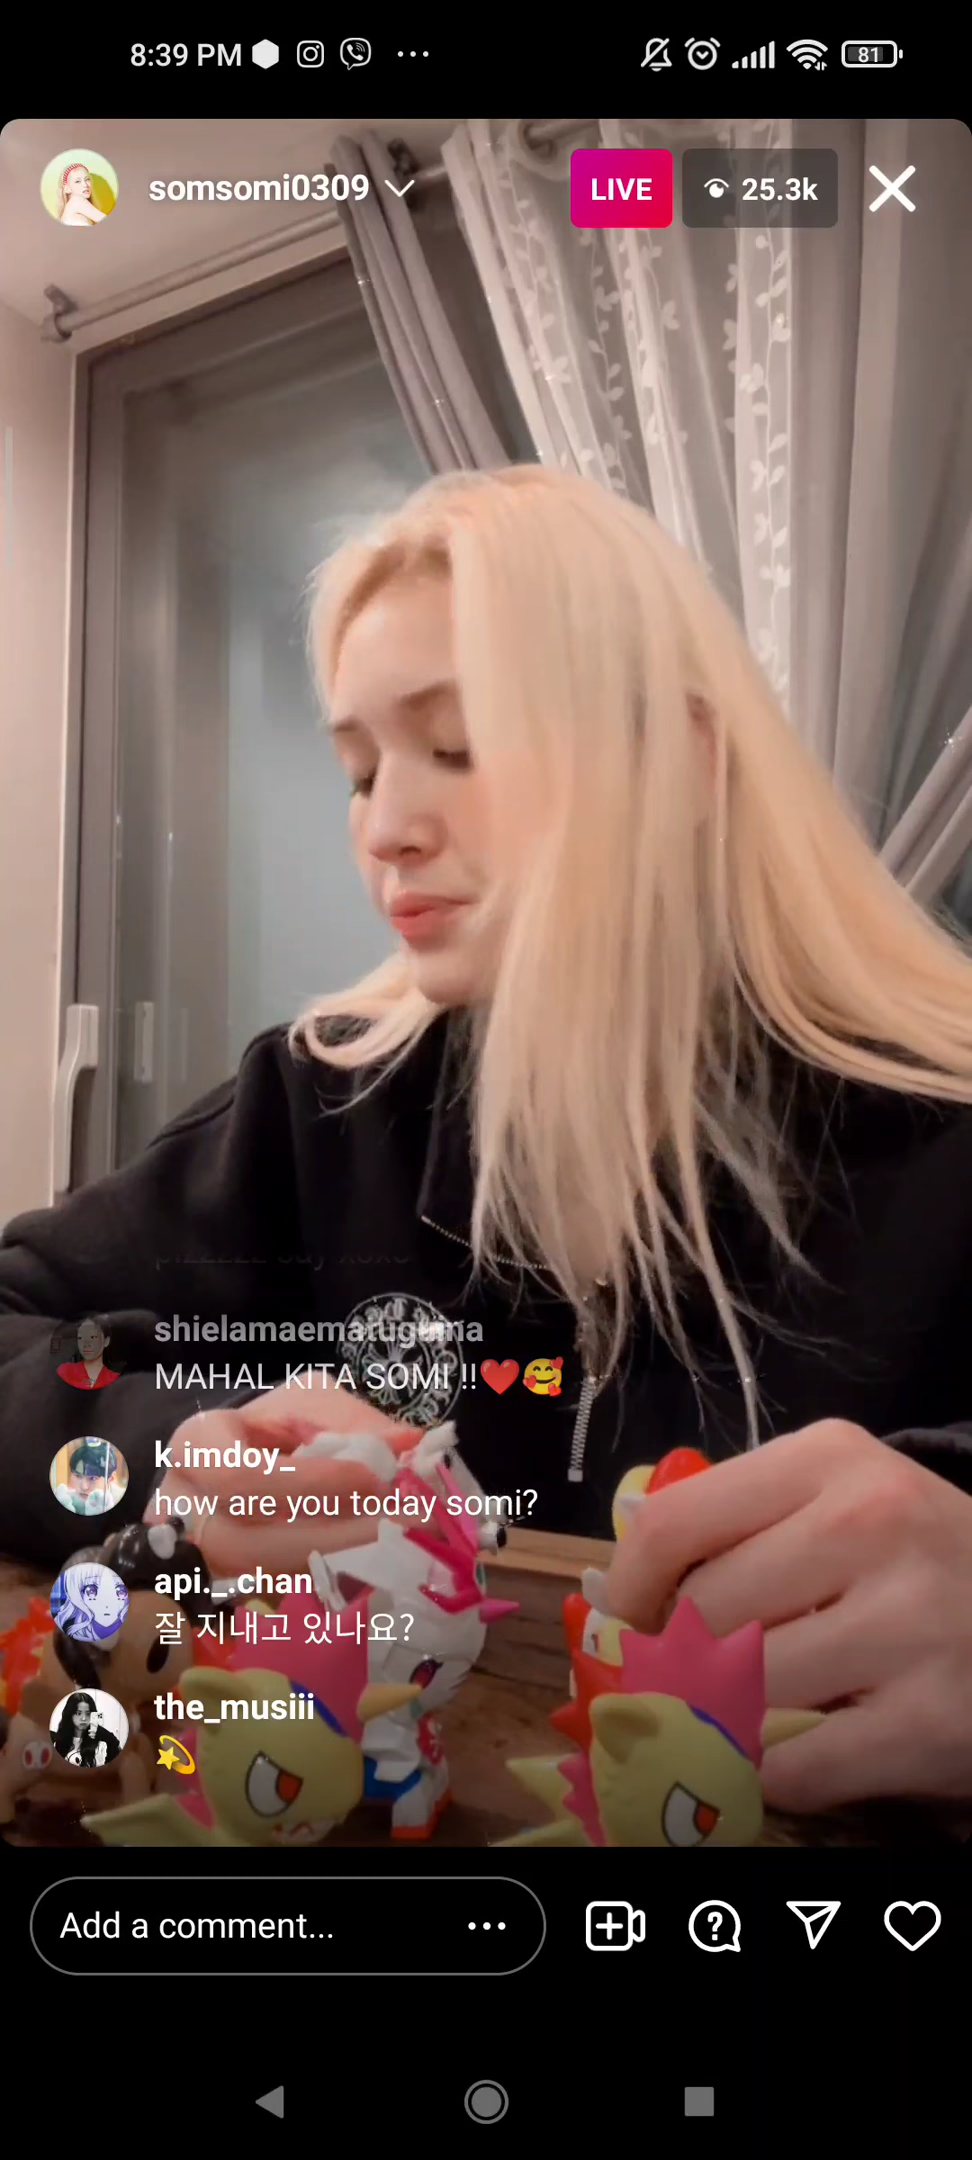 8:39 PM
81
somsomi0309
LIVE
25.3k
MAHAL KITA SOMI !!❤️🥰
k.imdoy_
how are you today somi?
api._.chan
잘 지내고 있나요?
the_musiii
💫
Add a comment...